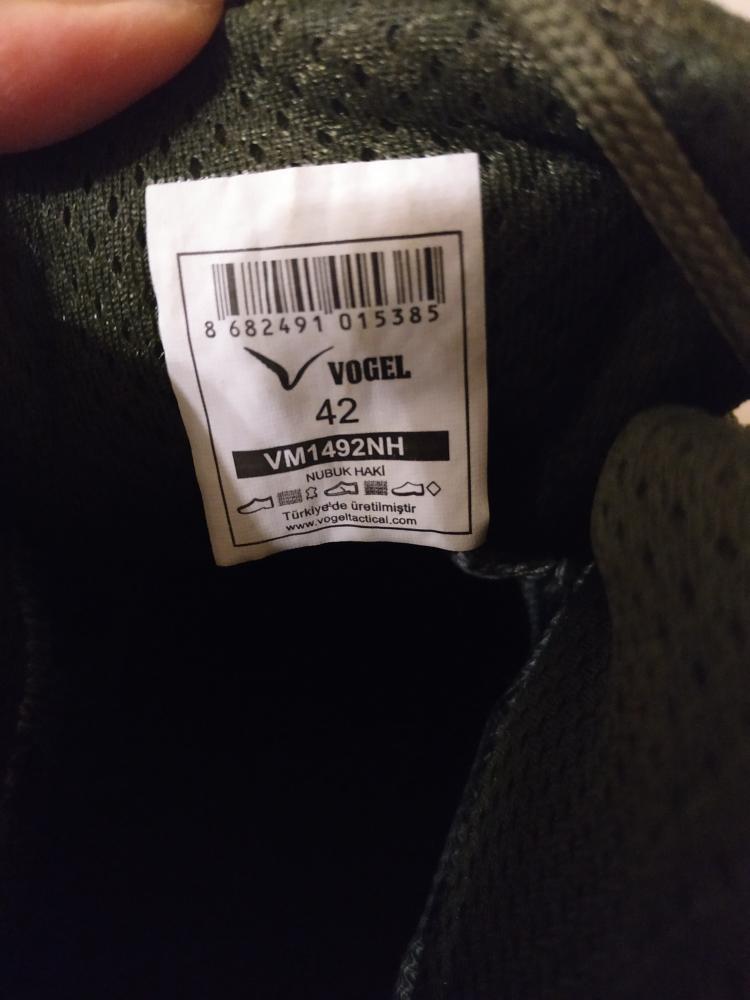 8 682491 015385
VOGEL
42
VM1492NH
NUBUK HAKİ
Türkiye'de üretilmiştir
www.vogeltactical.com